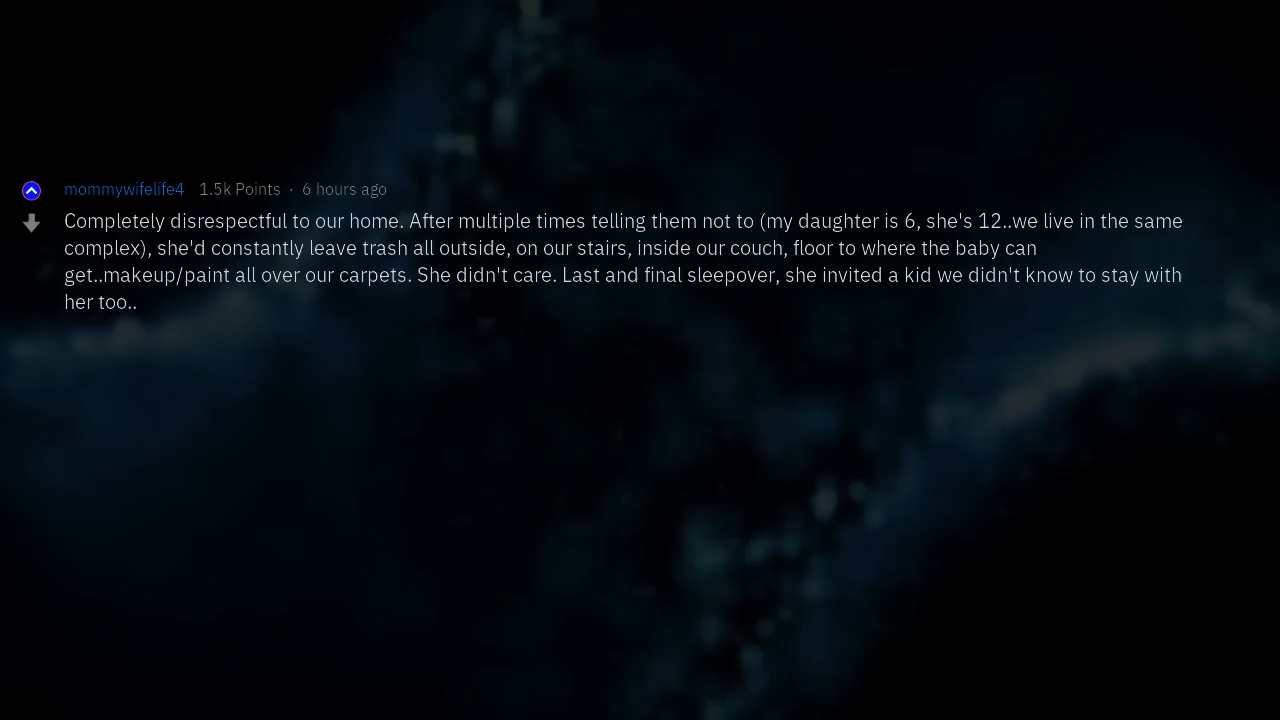 mommywifelife4 1.5k Points · 6 hours ago
Completely disrespectful to our home. After multiple times telling them not to (my daughter is 6, she's 12..we live in the same
complex), she'd constantly leave trash all outside, on our stairs, inside our couch, floor to where the baby can
get..makeup/paint all over our carpets. She didn't care. Last and final sleepover, she invited a kid we didn't know to stay with
her too..